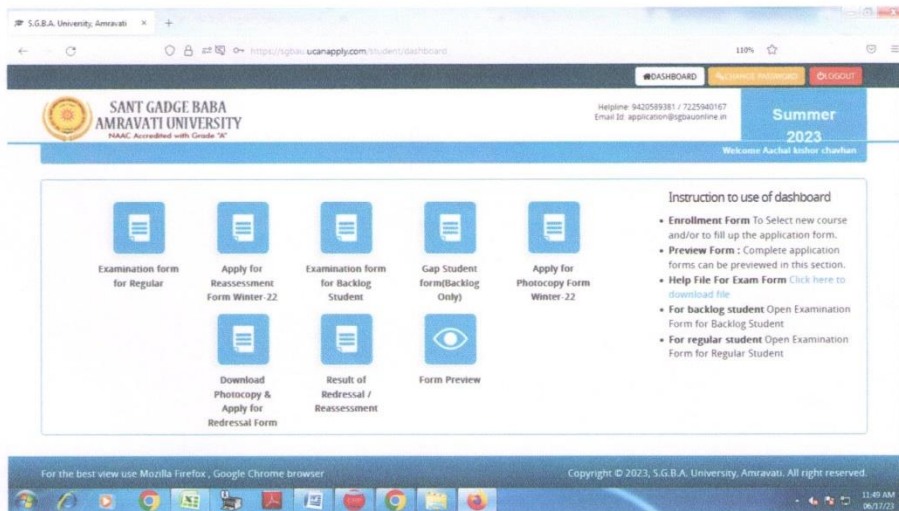 S.G.B.A. University, Amravati
https://sgbau.ucanapply.com/student/dashboard
110%
DASHBOARD
CHANGE PASSWORD
LOGOUT
SANT GADGE BABA
AMRAVATI UNIVERSITY
NAAC Accredited with Grade "A"
Helpline: 9420589381 / 7225940167
Email Id: application@sgbauonline.in
Summer
2023
Welcome Aachal kishor chavhan
Examination form
for Regular
Apply for
Reassessment
Form Winter-22
Examination form
for Backlog
Student
Gap Student
form(Backlog
Only)
Apply for
Photocopy Form
Winter-22
Download
Photocopy &
Apply for
Redressal Form
Result of
Redressal /
Reassessment
Form Preview
Instruction to use of dashboard
Enrollment Form To Select new course
and/or to fill up the application form.
Preview Form : Complete application
forms can be previewed in this section.
Help File For Exam Form Click here to
download file
For backlog student Open Examination
Form for Backlog Student
For regular student Open Examination
Form for Regular Student
For the best view use Mozilla Firefox , Google Chrome browser
Copyright © 2023, S.G.B.A. University, Amravati. All right reserved.
11:49 AM
06/17/23